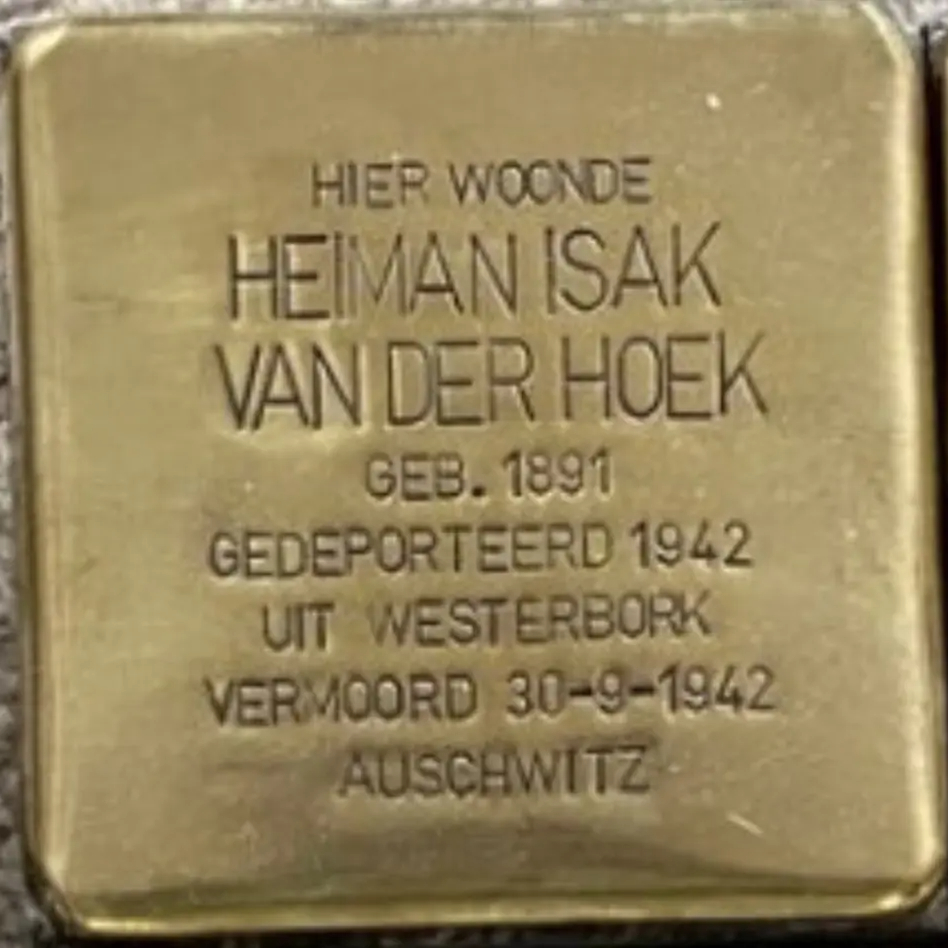 HIER WOONDE
HEIMAN ISAK
VAN DER HOEK
GEB. 1891
GEDEPORTEERD 1942
UIT WESTERBORK
VERMOORD 30-9-1942
AUSCHWITZ